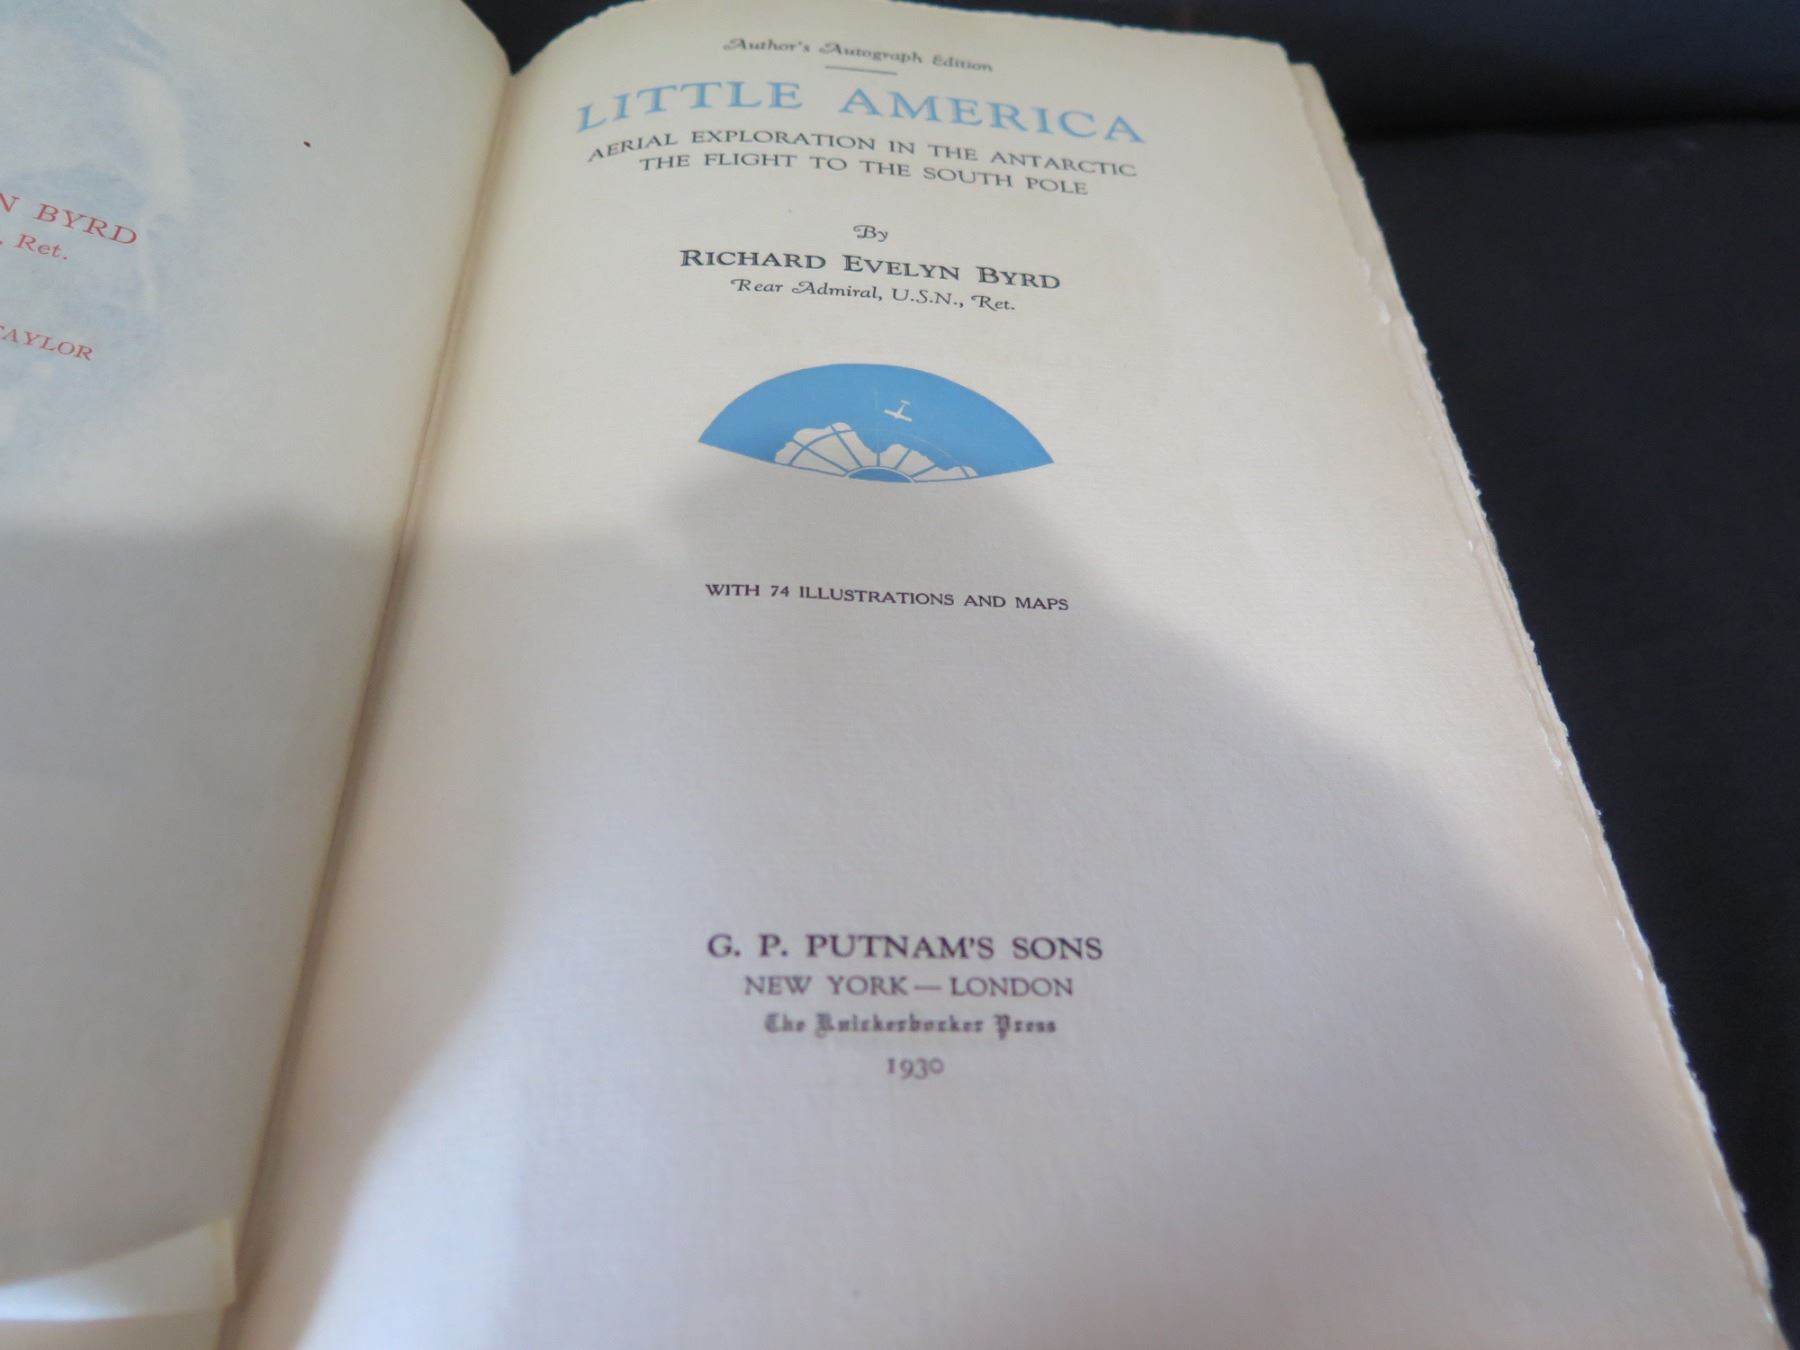 N BYRD
, Ret.
TAYLOR
Author's Autograph Edition
LITTLE AMERICA
AERIAL EXPLORATION IN THE ANTARCTIC
THE FLIGHT TO THE SOUTH POLE
By
RICHARD EVELYN BYRD
Rear Admiral, U.S.N., Ret.
WITH 74 ILLUSTRATIONS AND MAPS
G. P. PUTNAM'S SONS
NEW YORK — LONDON
The Knickerbocker Press
1930